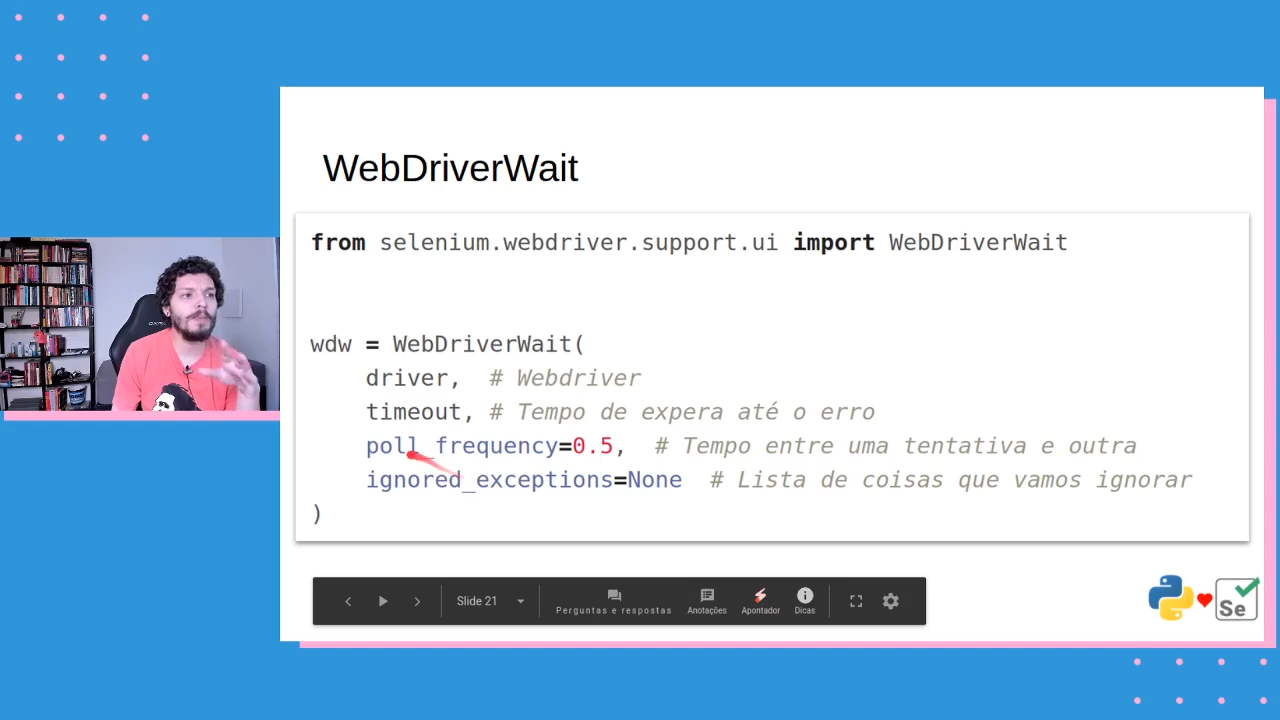 WebDriverWait
from selenium.webdriver.support.ui import WebDriverWait
wdw = WebDriverWait(
driver, # Webdriver
timeout, # Tempo de expera até o erro
poll_frequency=0.5, # Tempo entre uma tentativa e outra
ignored_exceptions=None # Lista de coisas que vamos ignorar
)
Slide 21
Perguntas e respostas
Anotações
Apontador
Dicas
Se